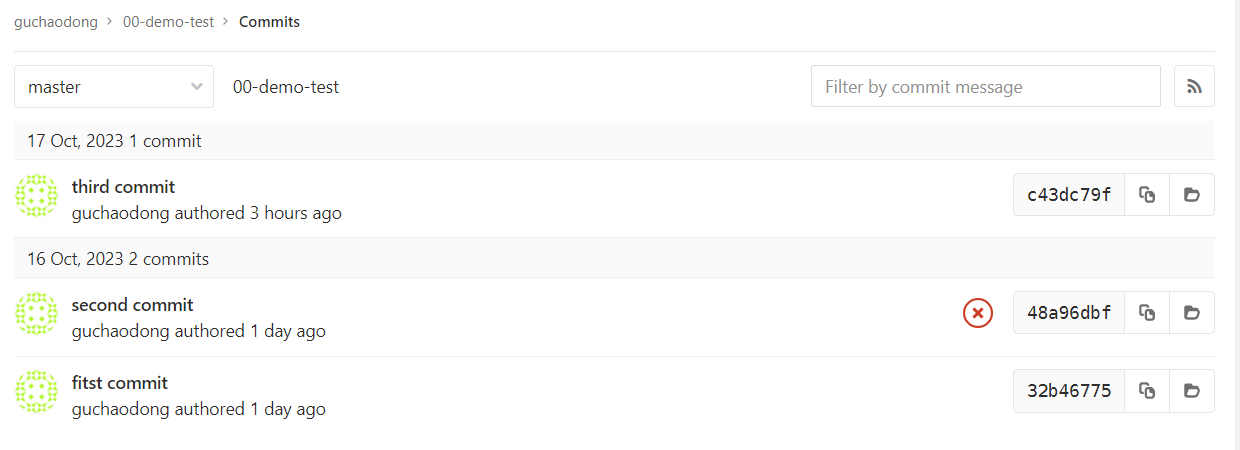 guchaodong > 00-demo-test > Commits
master 00-demo-test Filter by commit message
17 Oct, 2023 1 commit
third commit
guchaodong authored 3 hours ago
c43dc79f
16 Oct, 2023 2 commits
second commit
guchaodong authored 1 day ago
48a96dbf
fitst commit
guchaodong authored 1 day ago
32b46775